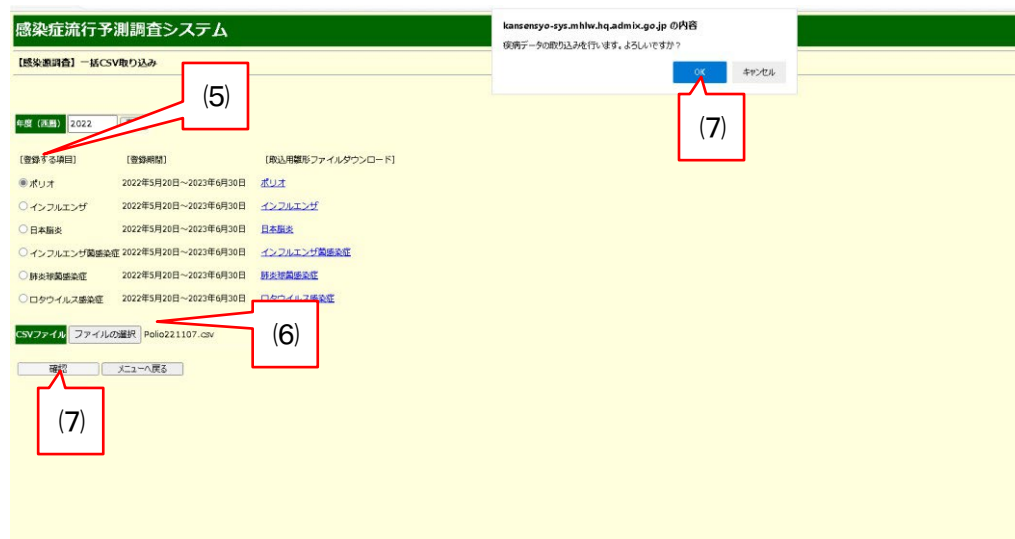 感染症流行予測調査システム
【感染源調査】一括CSV取り込み
kansensyo-sys.mhlw.hq.admix.go.jp の内容
疾病データの取り込みを行います。よろしいですか？
OK キャンセル
(5)
(7)
年度（西暦） 2022
[登録する項目] [登録期間] [取込用雛形ファイルダウンロード]
ポリオ 2022年5月20日～2023年6月30日 ポリオ
インフルエンザ 2022年5月20日～2023年6月30日 インフルエンザ
日本脳炎 2022年5月20日～2023年6月30日 日本脳炎
インフルエンザ菌感染症 2022年5月20日～2023年6月30日 インフルエンザ菌感染症
肺炎球菌感染症 2022年5月20日～2023年6月30日 肺炎球菌感染症
ロタウイルス感染症 2022年5月20日～2023年6月30日 ロタウイルス感染症
(6)
CSVファイル ファイルの選択 Polio221107.csv
確認 メニューへ戻る
(7)